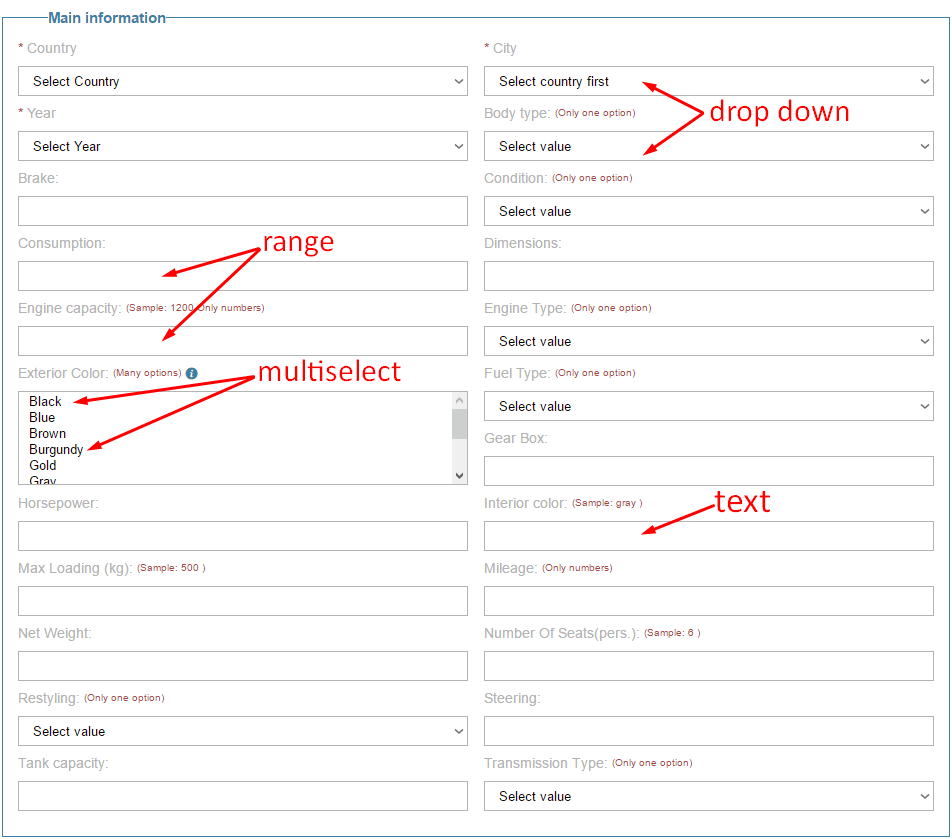 Main information
* Country
Select Country
* City
Select country first
* Year
Select Year
Body type: (Only one option)
Select value
drop down
Brake:
Condition: (Only one option)
Select value
Consumption:
range
Dimensions:
Engine capacity: (Sample: 1200 Only numbers)
Engine Type: (Only one option)
Select value
Exterior Color: (Many options) i
multiselect
Black
Blue
Brown
Burgundy
Gold
Gray
Fuel Type: (Only one option)
Select value
Gear Box:
Horsepower:
Interior color: (Sample: gray )
text
Max Loading (kg): (Sample: 500 )
Mileage: (Only numbers)
Net Weight:
Number Of Seats(pers.): (Sample: 6 )
Restyling: (Only one option)
Select value
Steering:
Tank capacity:
Transmission Type: (Only one option)
Select value